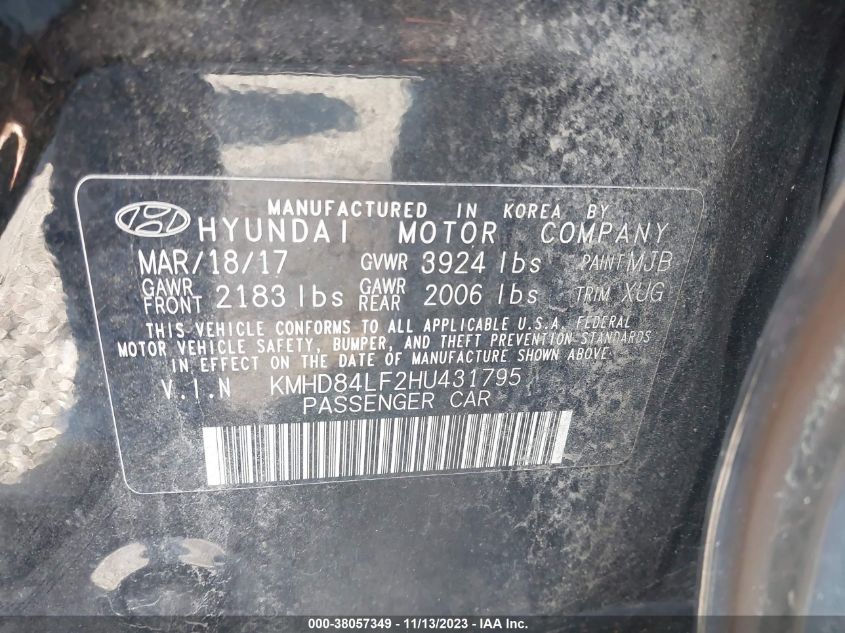 MANUFACTURED IN KOREA BY
HYUNDAI MOTOR COMPANY
MAR/18/17 GVWR 3924 lbs PAINT MJB
GAWR FRONT 2183 lbs GAWR REAR 2006 lbs TRIM XUG
THIS VEHICLE CONFORMS TO ALL APPLICABLE U.S.A. FEDERAL
MOTOR VEHICLE SAFETY, BUMPER, AND THEFT PREVENTION STANDARDS
IN EFFECT ON THE DATE OF MANUFACTURE SHOWN ABOVE.
V.I.N KMHD84LF2HU431795
PASSENGER CAR
000-38057349 - 11/13/2023 - IAA Inc.